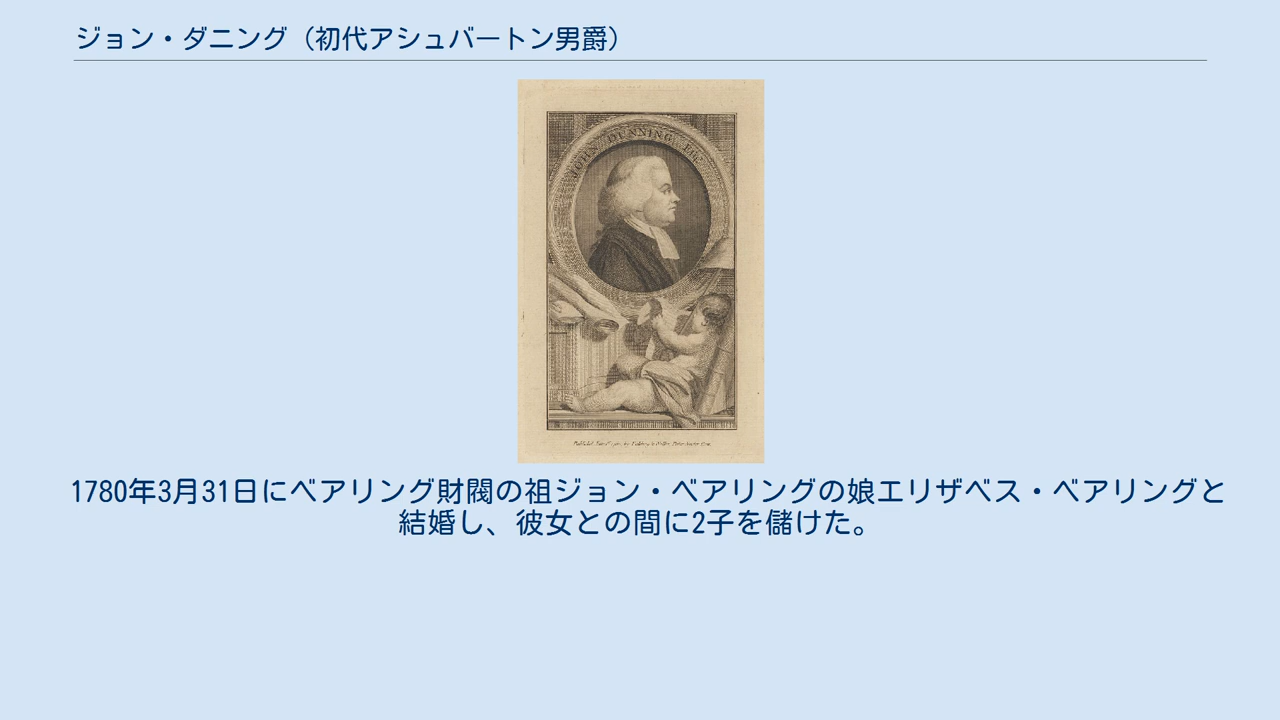 ジョン・ダニング（初代アシュバートン男爵）
JOHN DUNNING
1780年3月31日にベアリング財閥の祖ジョン・ベアリングの娘エリザベス・ベアリングと
結婚し、彼女との間に2子を儲けた。